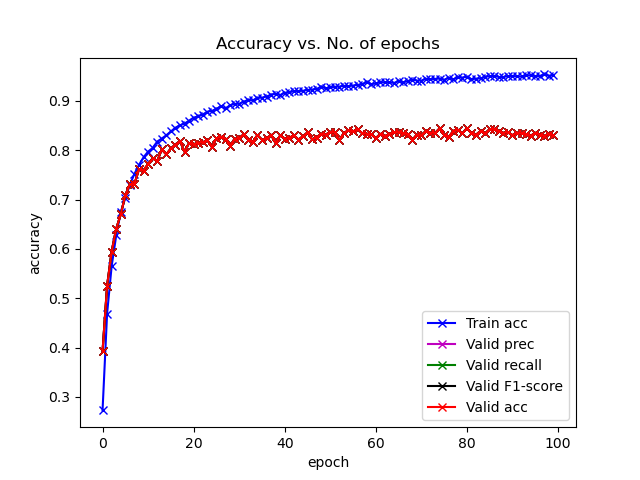 Accuracy vs. No. of epochs
accuracy
0.9
0.8
0.7
0.6
0.5
0.4
0.3
Train acc
Valid prec
Valid recall
Valid F1-score
Valid acc
0 20 40 60 80 100
epoch